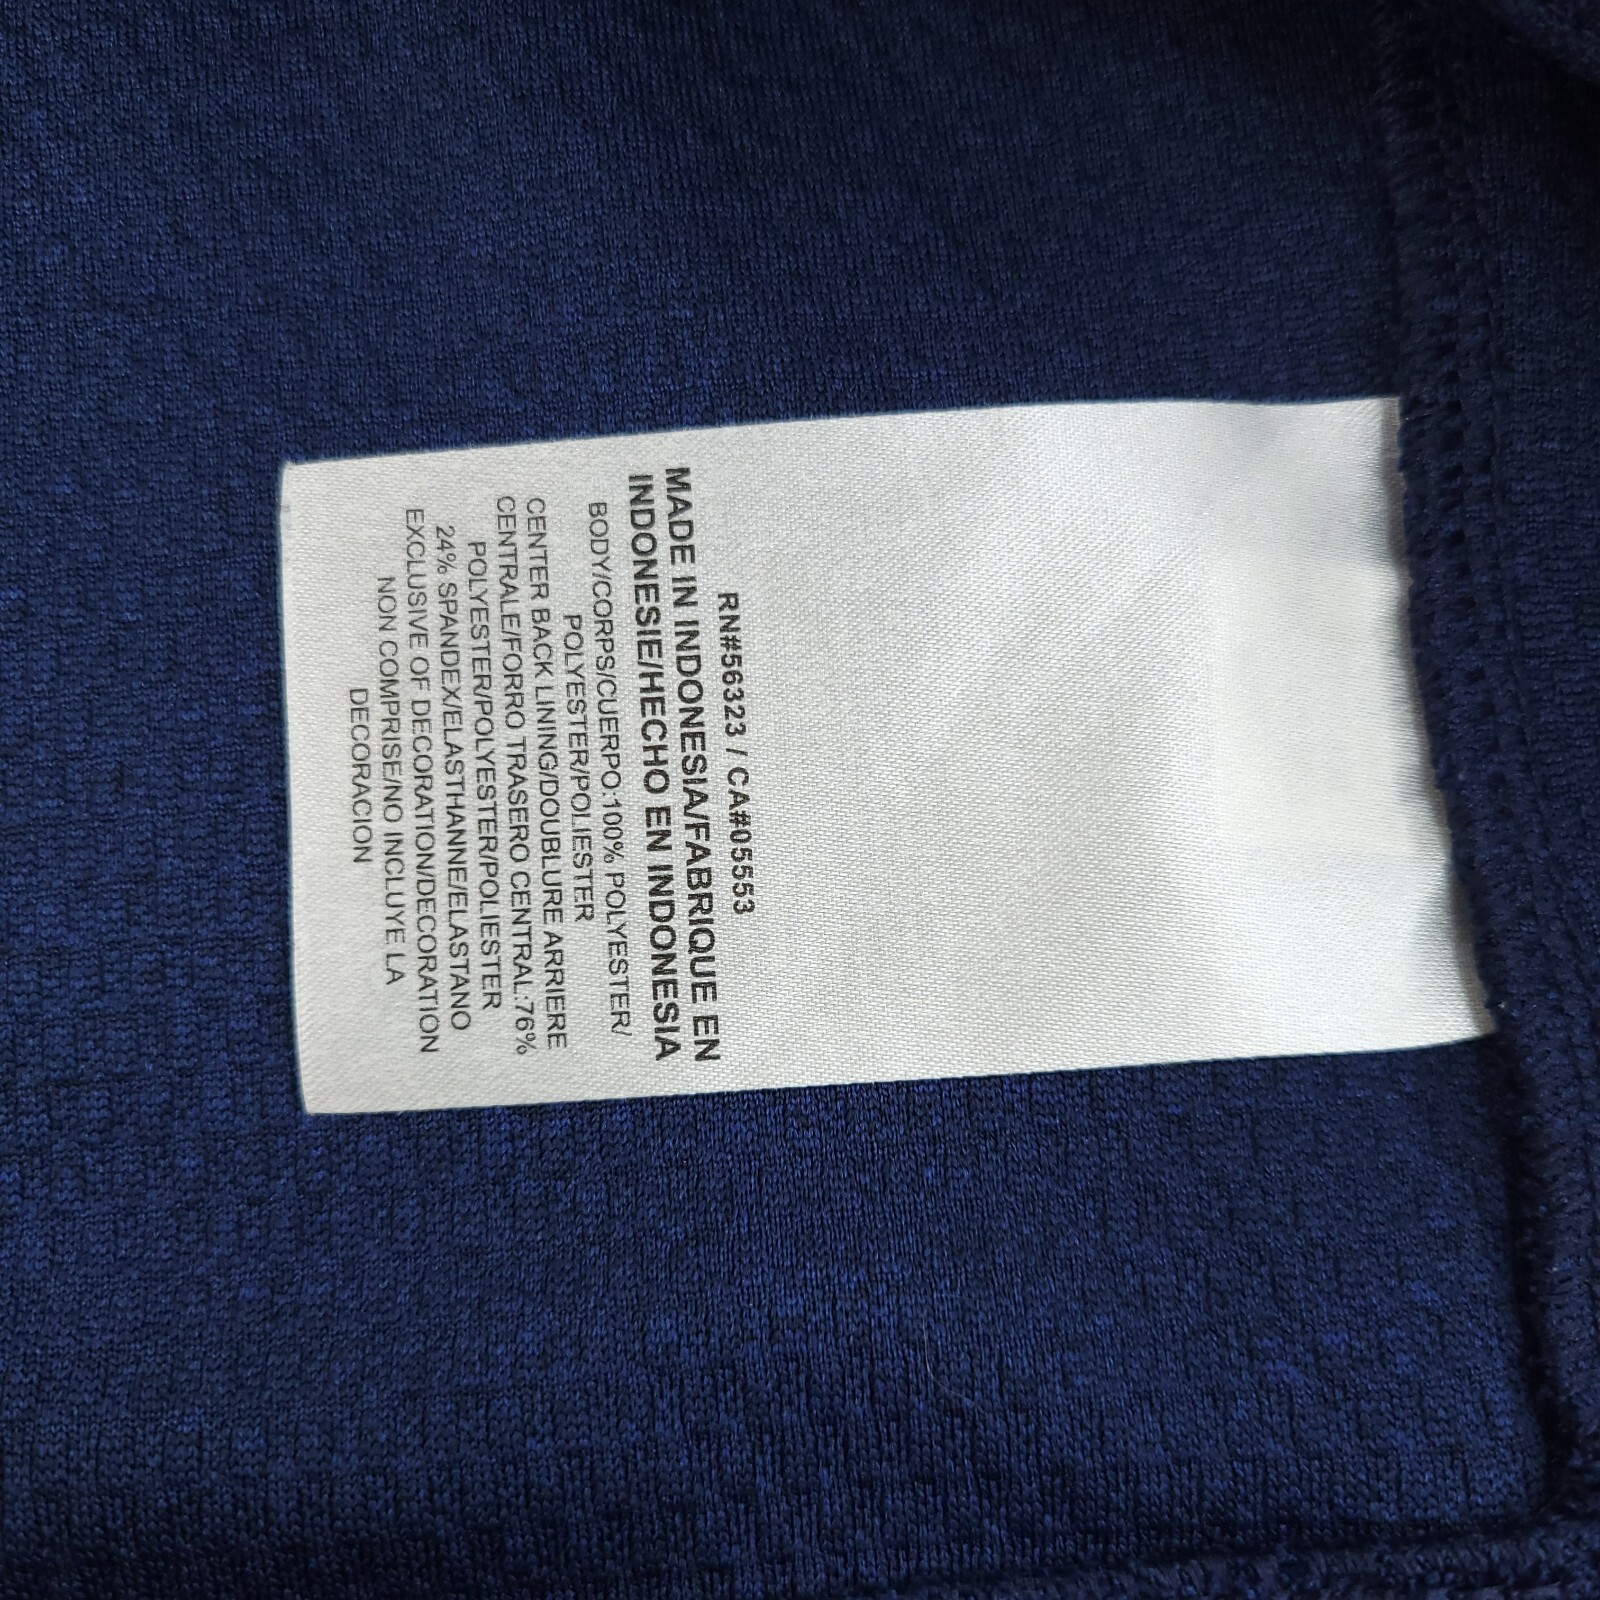 RN#56323 / CA#05553
MADE IN INDONESIA/FABRIQUE EN
INDONESIE/HECHO EN INDONESIA
BODY/CORPS/CUERPO:100% POLYESTER/
POLYESTER/POLIESTER
CENTER BACK LINING/DOUBLURE ARRIERE
CENTRALE/FORRO TRASERO CENTRAL:76%
POLYESTER/POLYESTER/POLIESTER
24% SPANDEX/ELASTHANNE/ELASTANO
EXCLUSIVE OF DECORATION/DECORATION
NON COMPRISE/NO INCLUYE LA
DECORACION